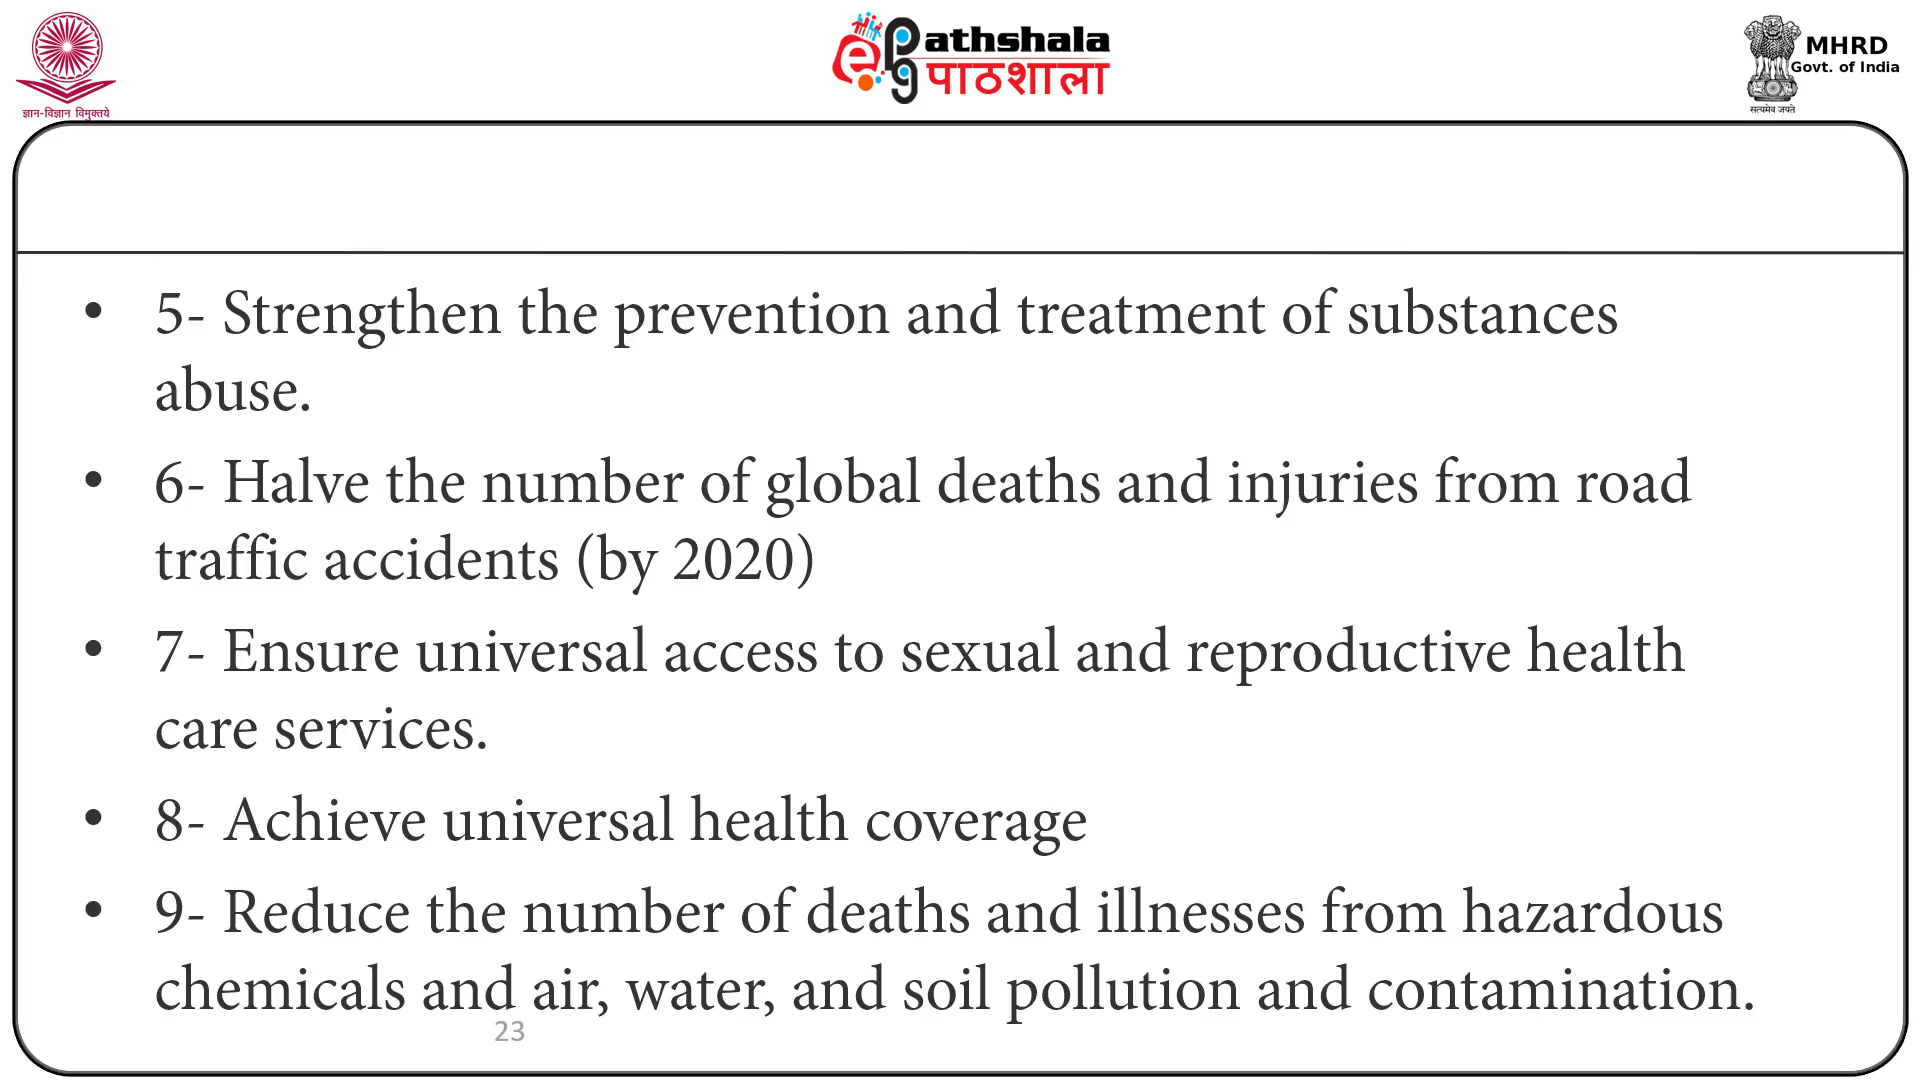 ज्ञान-विज्ञान विमुक्तये
ePathshala
पाठशाला
MHRD
Govt. of India
सत्यमेव जयते
• 5- Strengthen the prevention and treatment of substances
abuse.
• 6- Halve the number of global deaths and injuries from road
traffic accidents (by 2020)
• 7- Ensure universal access to sexual and reproductive health
care services.
• 8- Achieve universal health coverage
• 9- Reduce the number of deaths and illnesses from hazardous
chemicals and air, water, and soil pollution and contamination.
23